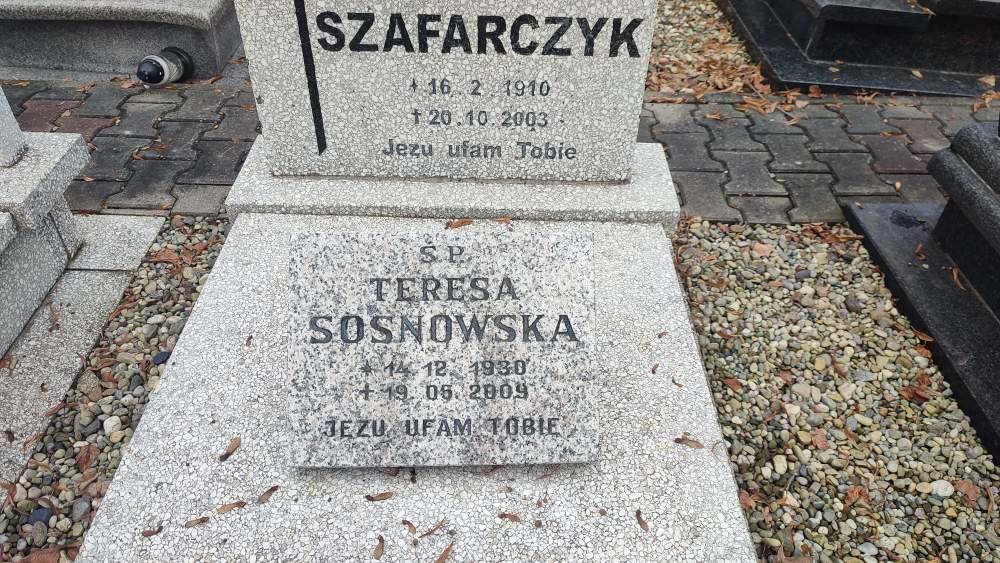 SZAFARCZYK
* 16. 2. 1910
† 20.10.2003
Jezu ufam Tobie
Ś.P.
TERESA
SOSNOWSKA
* 14.12.1930
† 19.05.2009
JEZU UFAM TOBIE